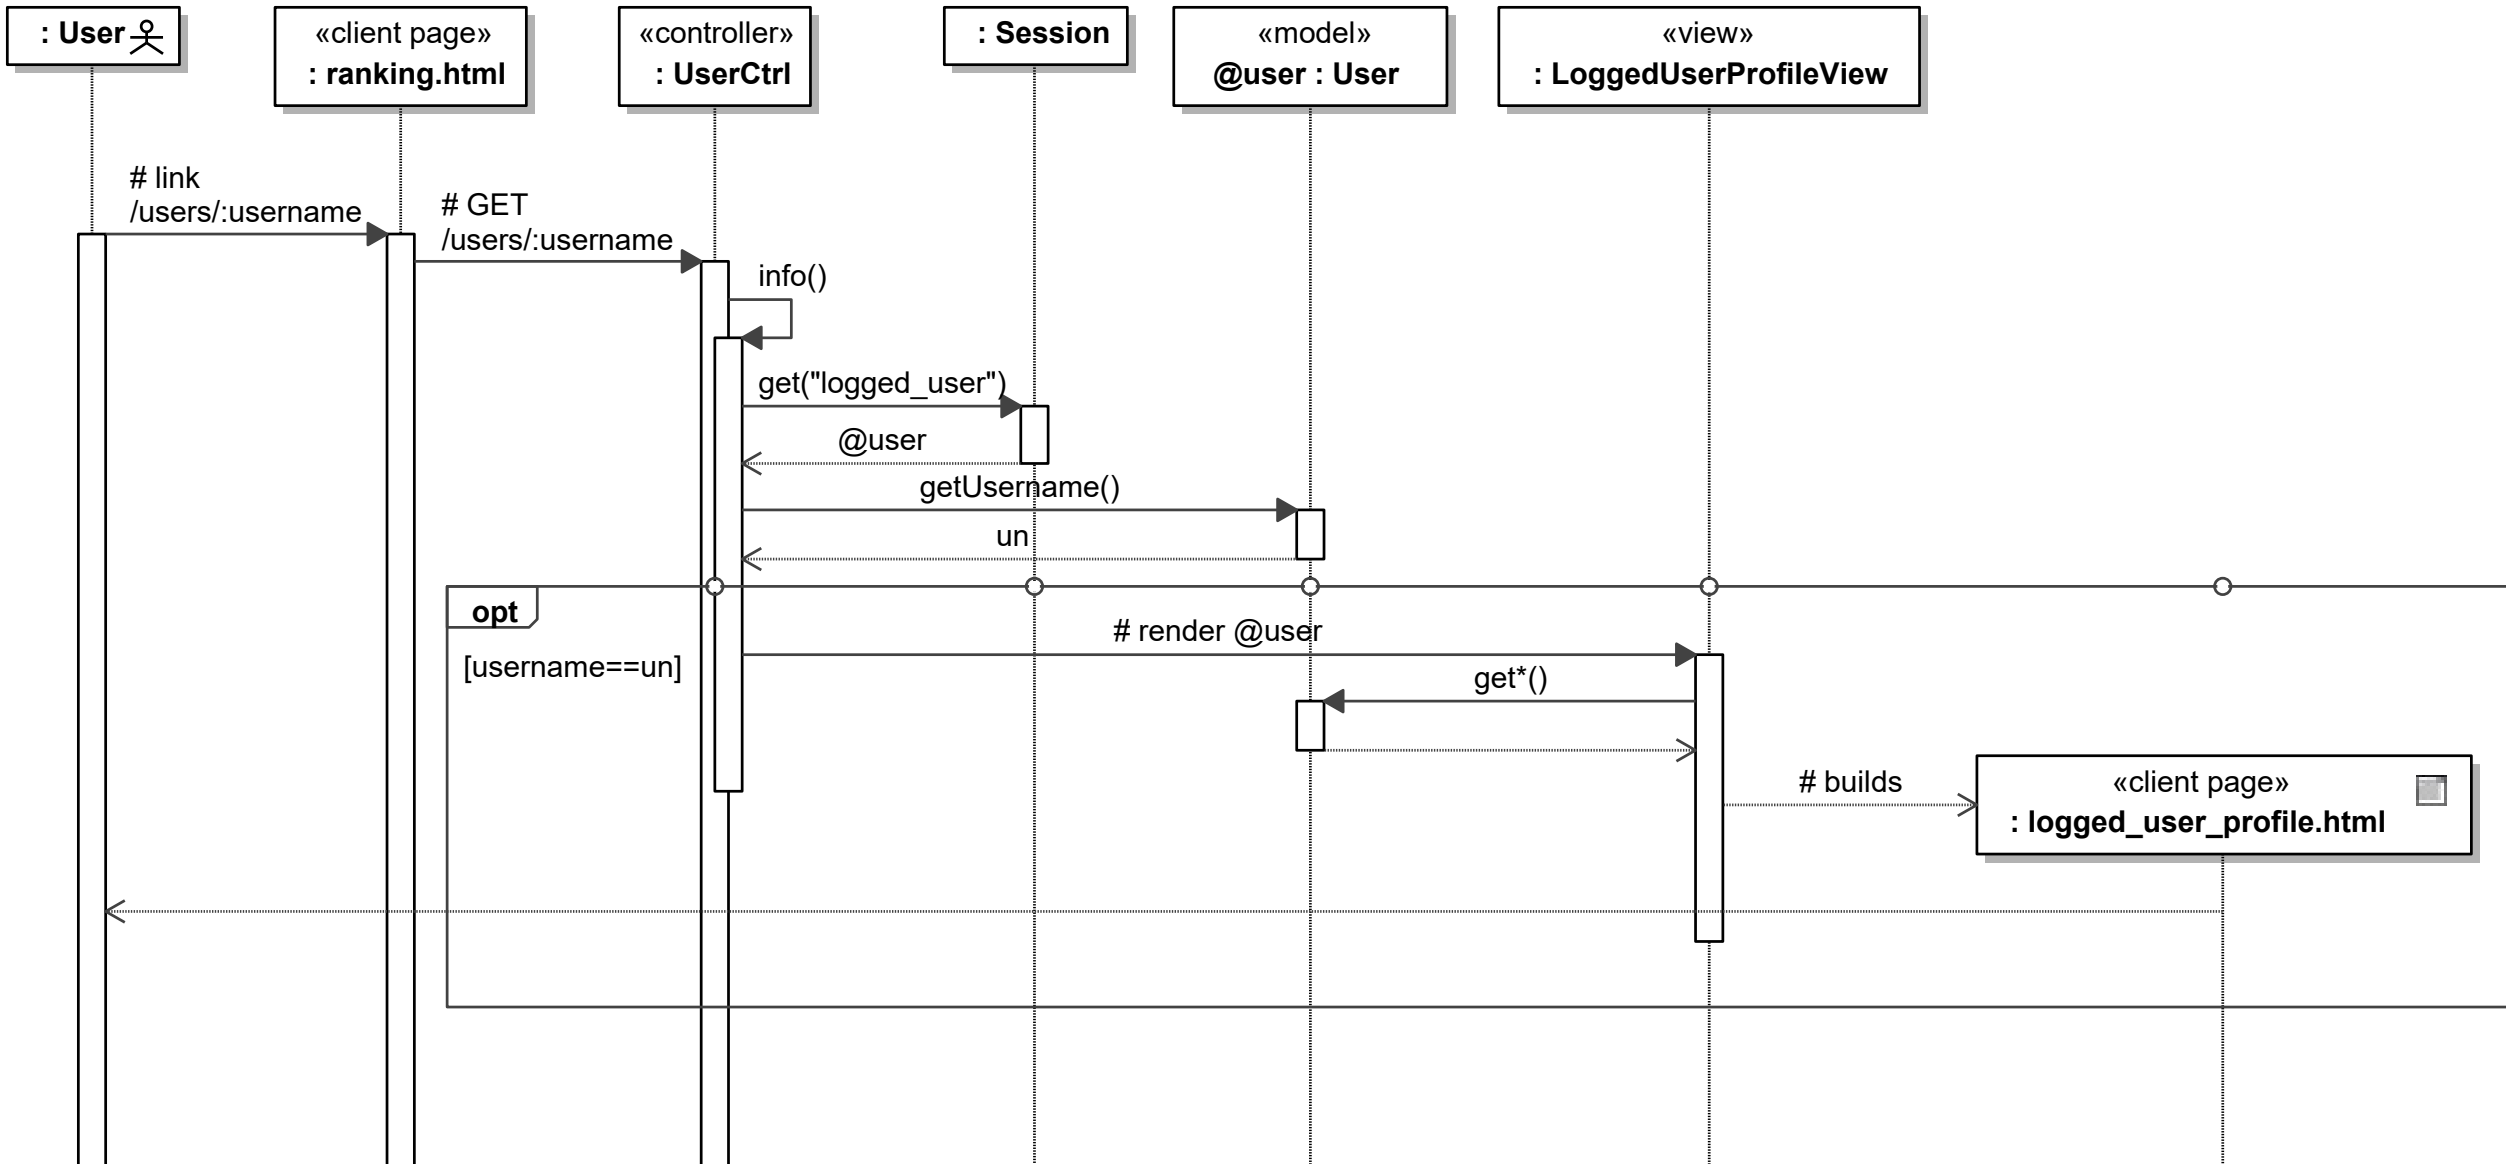 : User
«client page»
: ranking.html
«controller»
: UserCtrl
: Session
«model»
@user : User
«view»
: LoggedUserProfileView
# link
/users/:username
# GET
/users/:username
info()
get("logged_user")
@user
getUsername()
un
opt
# render @user
[username==un]
get*()
# builds
«client page»
: logged_user_profile.html